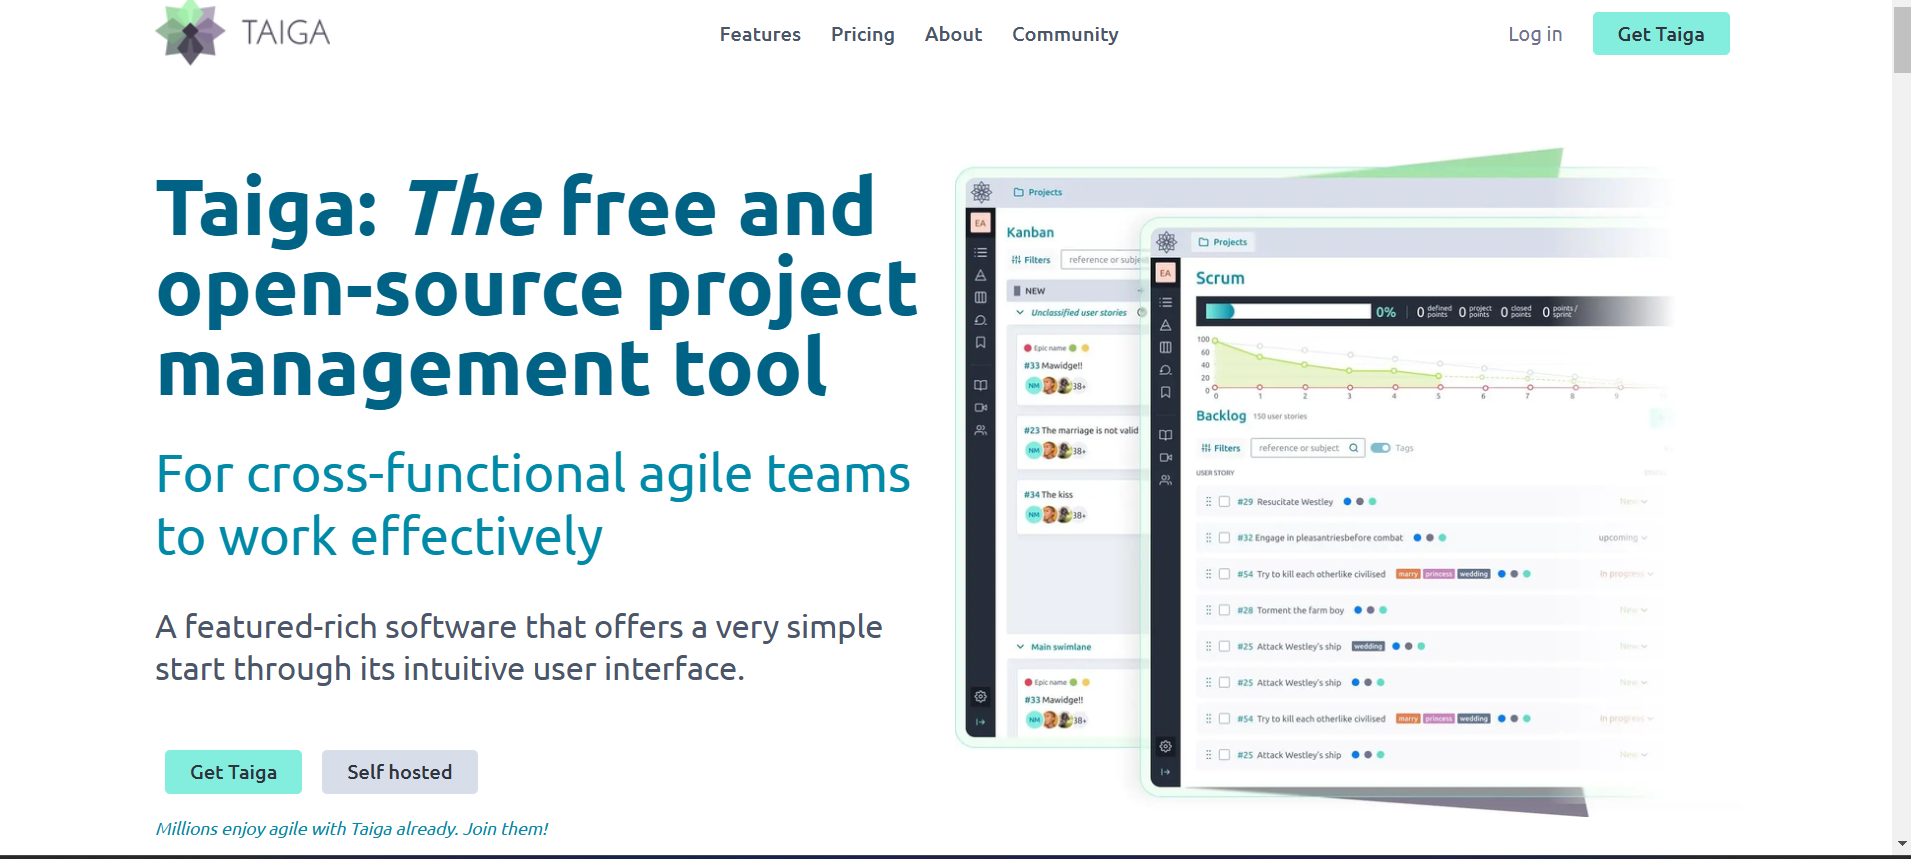 TAIGA
Features
Pricing
About
Community
Log in
Get Taiga
Taiga: The free and
open-source project
management tool
For cross-functional agile teams
to work effectively
A featured-rich software that offers a very simple
start through its intuitive user interface.
Get Taiga
Self hosted
Millions enjoy agile with Taiga already. Join them!
Projects
EA
Kanban
Filters
reference or subje
NEW
Unclassified user stories
Epic name
#33 Mawidge!!
NM
38+
#23 The marriage is not valid
NM
38+
#34 The kiss
NM
38+
Main swimlane
Epic name
#33 Mawidge!!
NM
38+
Projects
EA
Scrum
0%
0 defined points
0 project points
0 closed points
0 points / sprint
100
60
40
20
0
0 1 2 3 4 5 6 7 8 9
Backlog 150 user stories
Filters
reference or subject
Tags
USER STORY
#29 Resucitate Westley New
#32 Engage in pleasantriesbefore combat upcoming
#54 Try to kill each otherlike civilised marry princess wedding in progress
#28 Torment the farm boy New
#25 Attack Westley's ship wedding New
#25 Attack Westley's ship New
#54 Try to kill each otherlike civilised marry princess wedding in progress
#25 Attack Westley's ship New